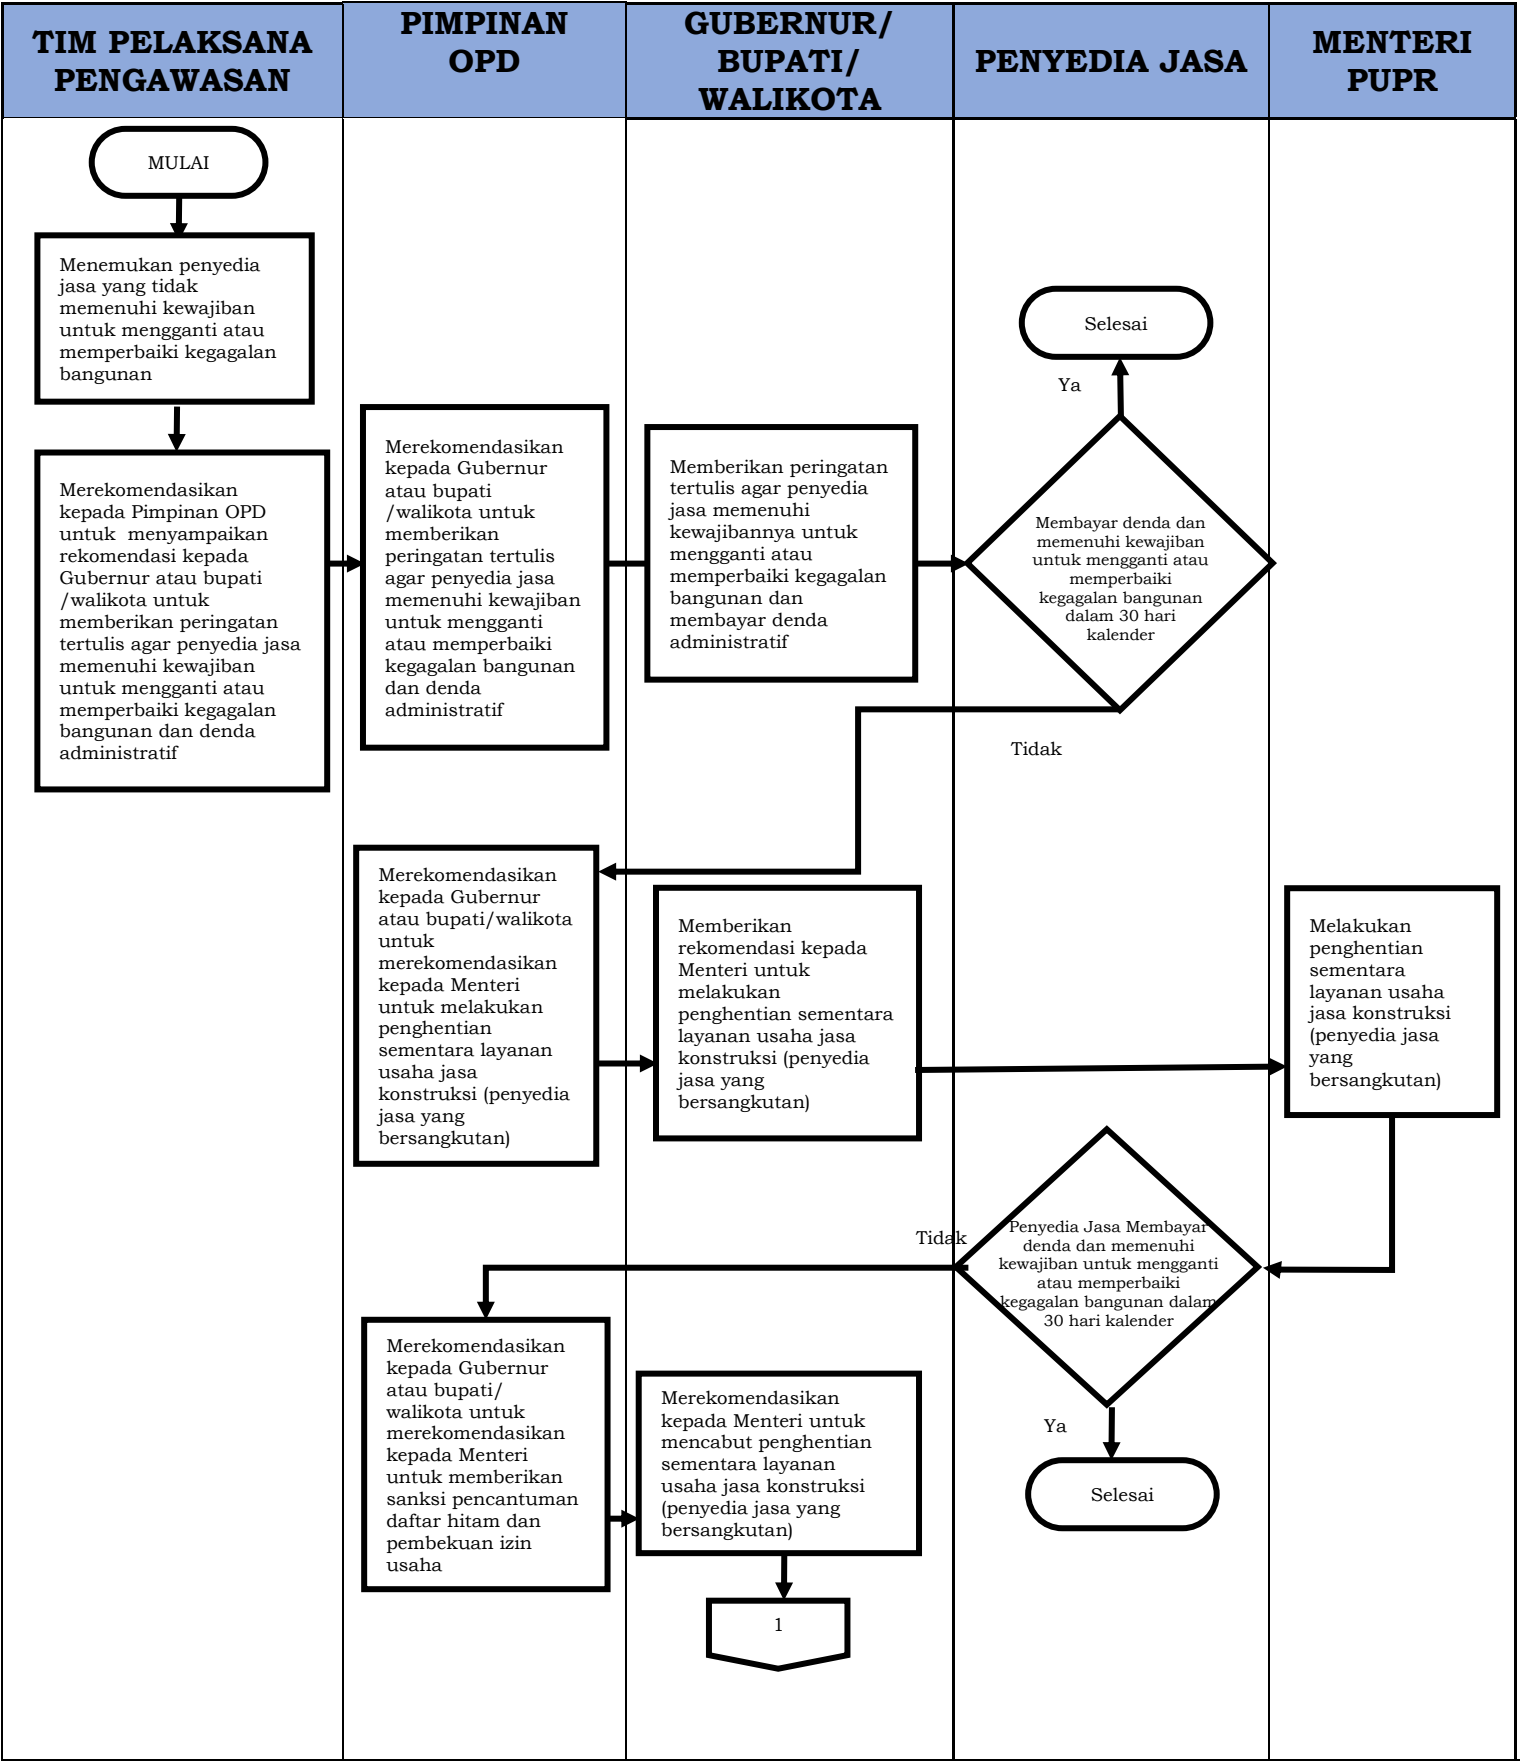 TIM PELAKSANA
PENGAWASAN
PIMPINAN
OPD
GUBERNUR/
BUPATI/
WALIKOTA
PENYEDIA JASA
MENTERI
PUPR
MULAI
Menemukan penyedia
jasa yang tidak
memenuhi kewajiban
untuk mengganti atau
memperbaiki kegagalan
bangunan
Merekomendasikan
kepada Pimpinan OPD
untuk menyampaikan
rekomendasi kepada
Gubernur atau bupati
/walikota untuk
memberikan peringatan
tertulis agar penyedia jasa
memenuhi kewajiban
untuk mengganti atau
memperbaiki kegagalan
bangunan dan denda
administratif
Merekomendasikan
kepada Gubernur
atau bupati
/walikota untuk
memberikan
peringatan tertulis
agar penyedia jasa
memenuhi kewajiban
untuk mengganti
atau memperbaiki
kegagalan bangunan
dan denda
administratif
Memberikan peringatan
tertulis agar penyedia
jasa memenuhi
kewajibannya untuk
mengganti atau
memperbaiki kegagalan
bangunan dan
membayar denda
administratif
Selesai
Ya
Membayar denda dan
memenuhi kewajiban
untuk mengganti atau
memperbaiki
kegagalan bangunan
dalam 30 hari
kalender
Tidak
Merekomendasikan
kepada Gubernur
atau bupati/walikota
untuk
merekomendasikan
kepada Menteri
untuk melakukan
penghentian
sementara layanan
usaha jasa
konstruksi (penyedia
jasa yang
bersangkutan)
Memberikan
rekomendasi kepada
Menteri untuk
melakukan
penghentian sementara
layanan usaha jasa
konstruksi (penyedia
jasa yang
bersangkutan)
Melakukan
penghentian
sementara
layanan usaha
jasa konstruksi
(penyedia jasa
yang
bersangkutan)
Tidak
Penyedia Jasa Membayar
denda dan memenuhi
kewajiban untuk mengganti
atau memperbaiki
kegagalan bangunan dalam
30 hari kalender
Ya
Selesai
Merekomendasikan
kepada Gubernur
atau bupati/
walikota untuk
merekomendasikan
kepada Menteri
untuk memberikan
sanksi pencantuman
daftar hitam dan
pembekuan izin
usaha
Merekomendasikan
kepada Menteri untuk
mencabut penghentian
sementara layanan
usaha jasa konstruksi
(penyedia jasa yang
bersangkutan)
1